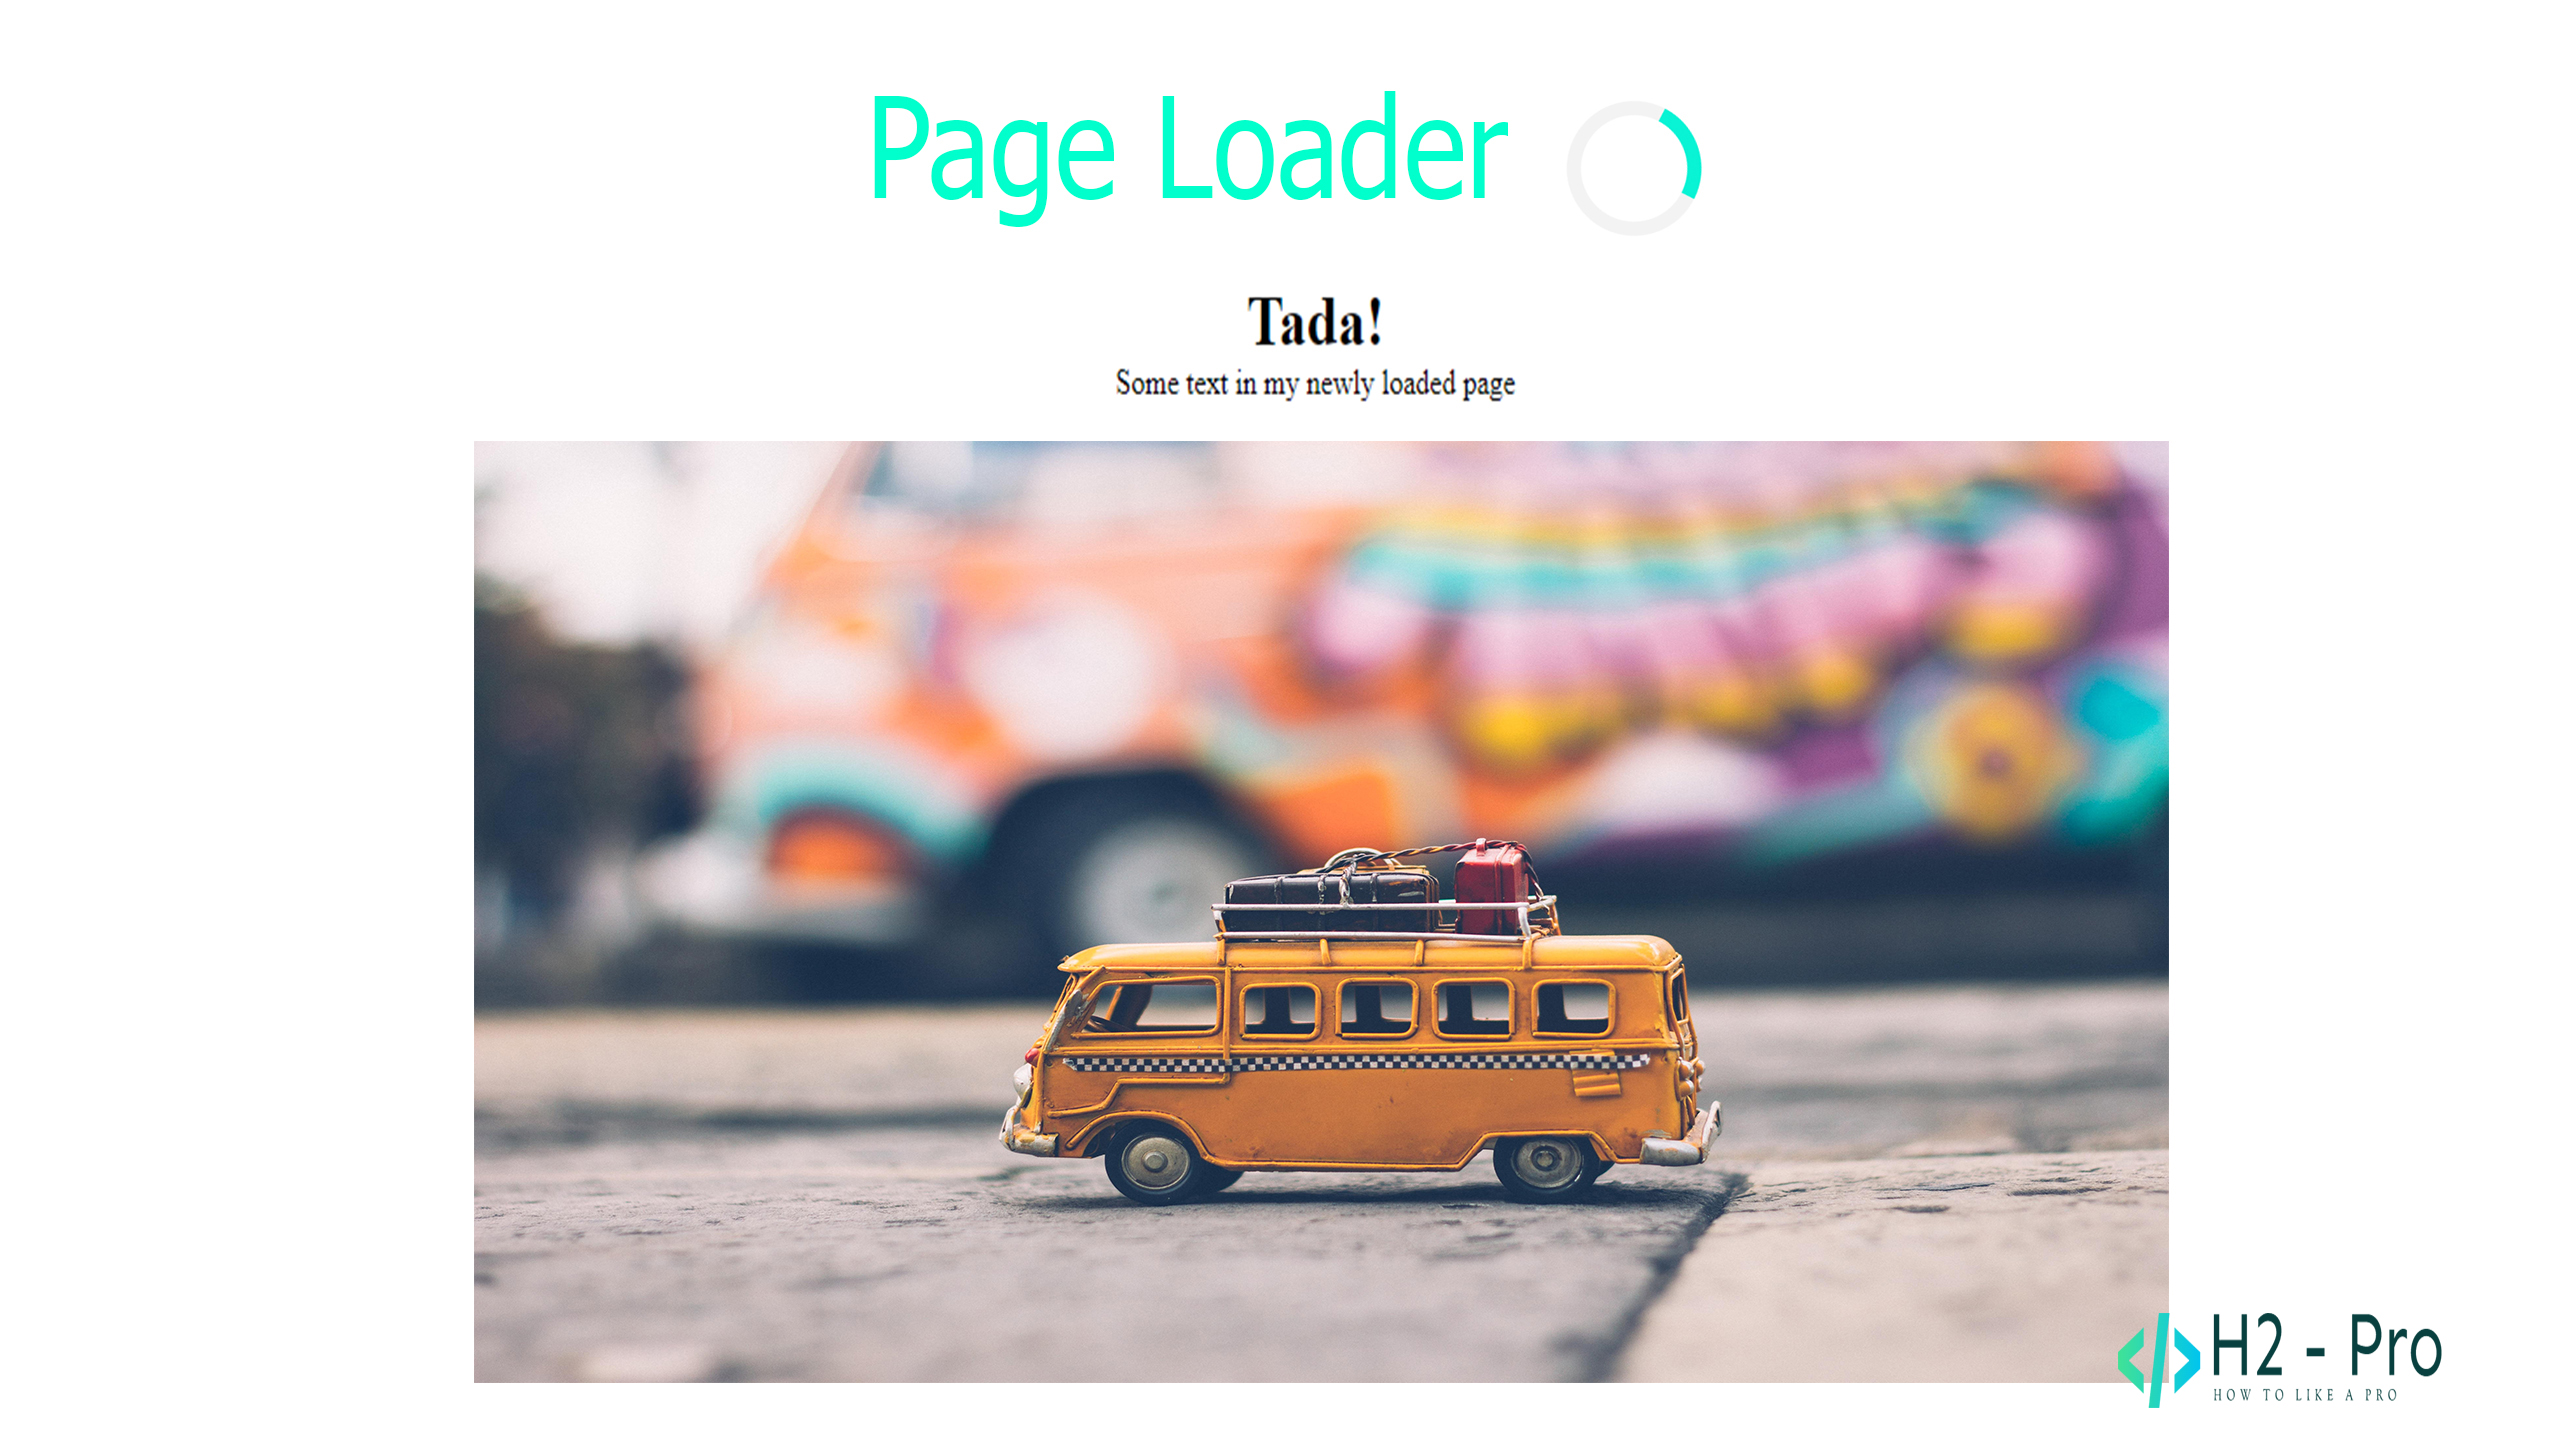 Page Loader
Tada!
Some text in my newly loaded page
H2 - Pro
HOW TO LIKE A PRO